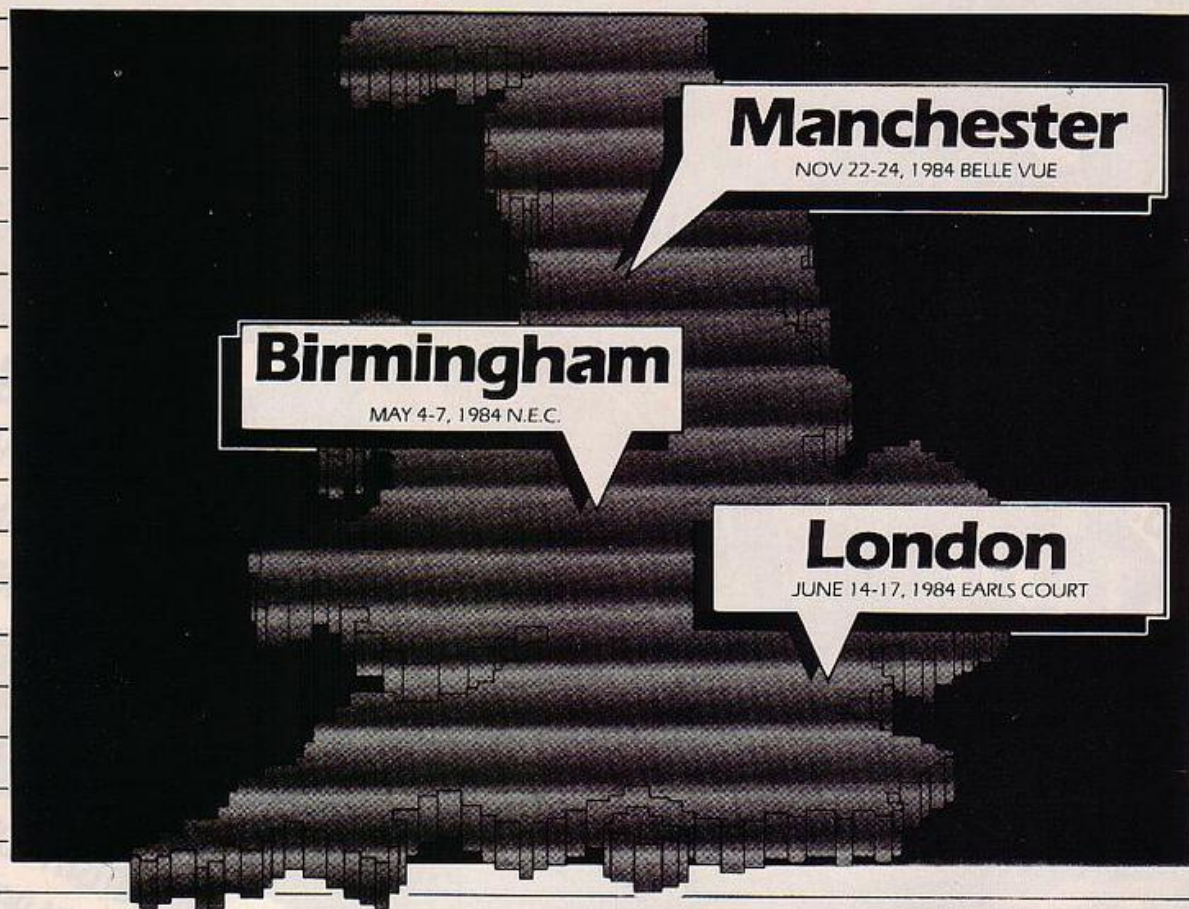 Manchester
NOV 22-24, 1984 BELLE VUE
Birmingham
MAY 4-7, 1984 N.E.C.
London
JUNE 14-17, 1984 EARLS COURT